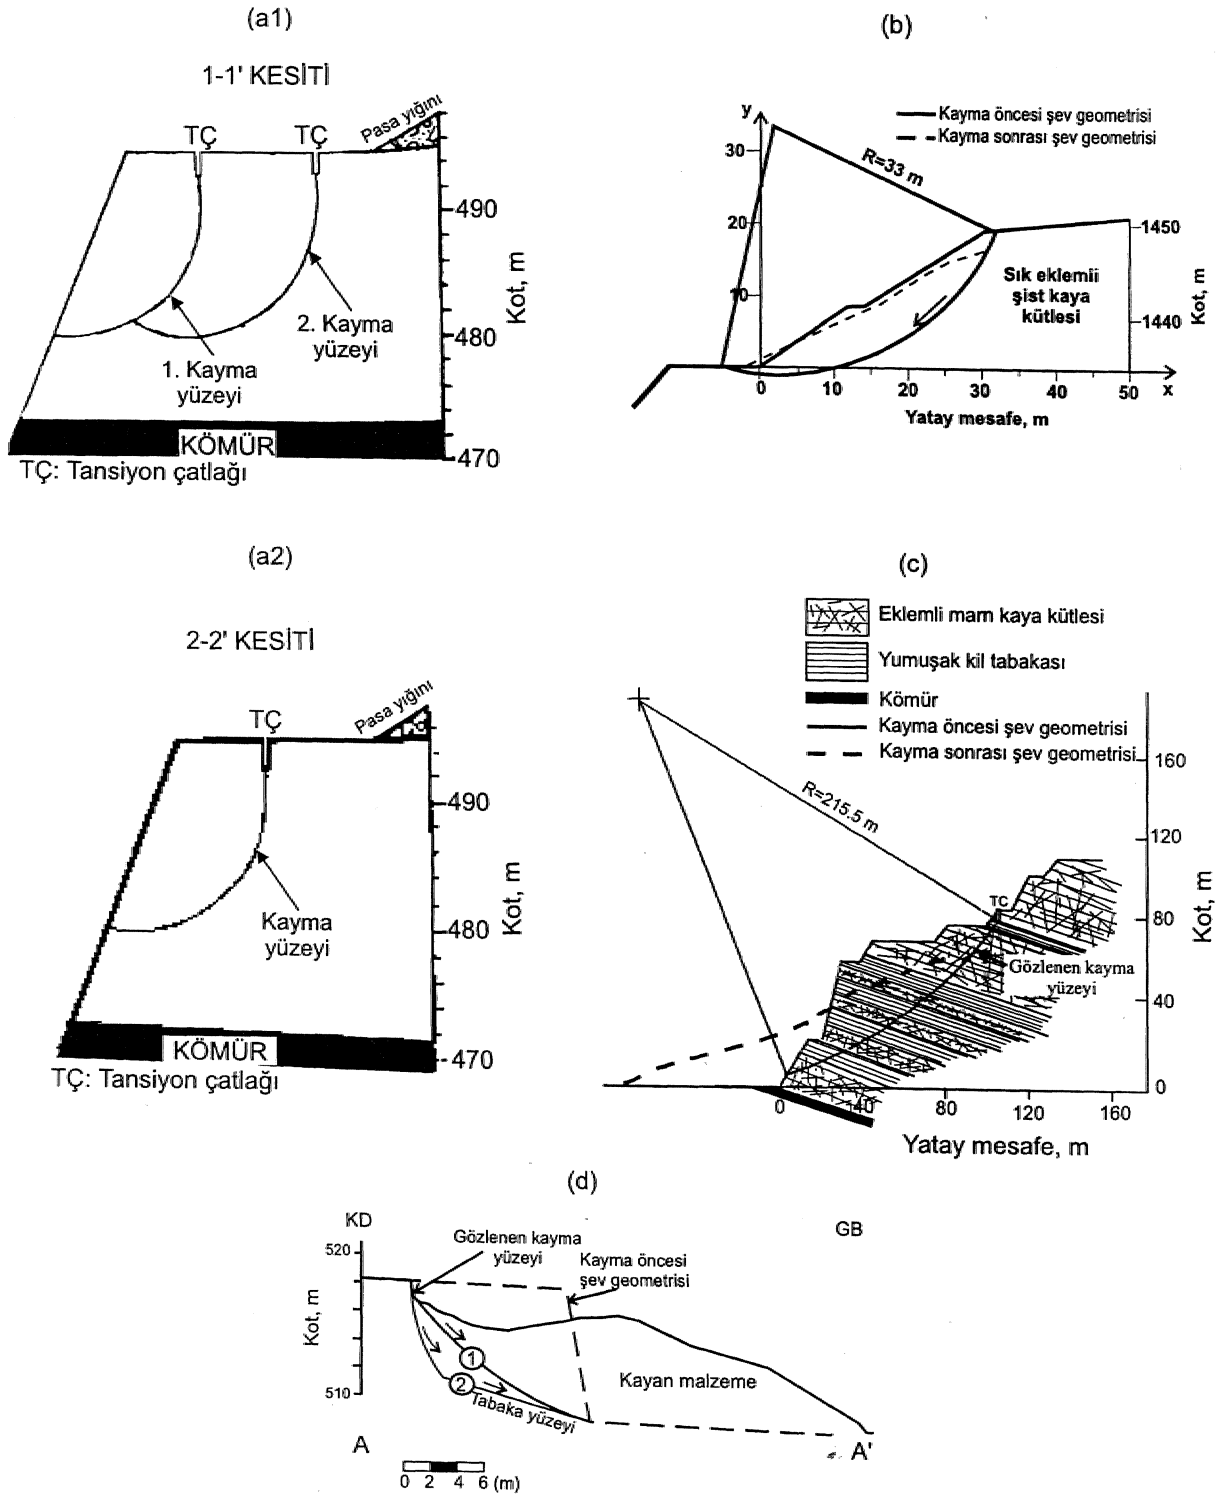 (a1)
1-1' KESİTİ
TÇ
TÇ
Pasa yığını
490
480
470
Kot, m
2. Kayma
yüzeyi
1. Kayma
yüzeyi
KÖMÜR
TÇ: Tansiyon çatlağı
(b)
y
Kayma öncesi şev geometrisi
Kayma sonrası şev geometrisi
R=33 m
30
20
10
1450
1440
Kot, m
Sık eklemii
şist kaya
kütlesi
0
10
20
30
40
50
x
Yatay mesafe, m
(a2)
2-2' KESİTİ
TÇ
Pasa yığını
490
480
470
Kot, m
Kayma
yüzeyi
KÖMÜR
TÇ: Tansiyon çatlağı
(c)
Eklemli marn kaya kütlesi
Yumuşak kil tabakası
Kömür
Kayma öncesi şev geometrisi
Kayma sonrası şev geometrisi
R=215.5 m
TC
160
120
80
40
0
Kot, m
Gözlenen kayma
yüzeyi
0
40
80
120
160
Yatay mesafe, m
(d)
KD
GB
520
510
Kot, m
Gözlenen kayma
yüzeyi
Kayma öncesi
şev geometrisi
1
2
Tabaka yüzeyi
Kayan malzeme
A
A'
0 2 4 6 (m)